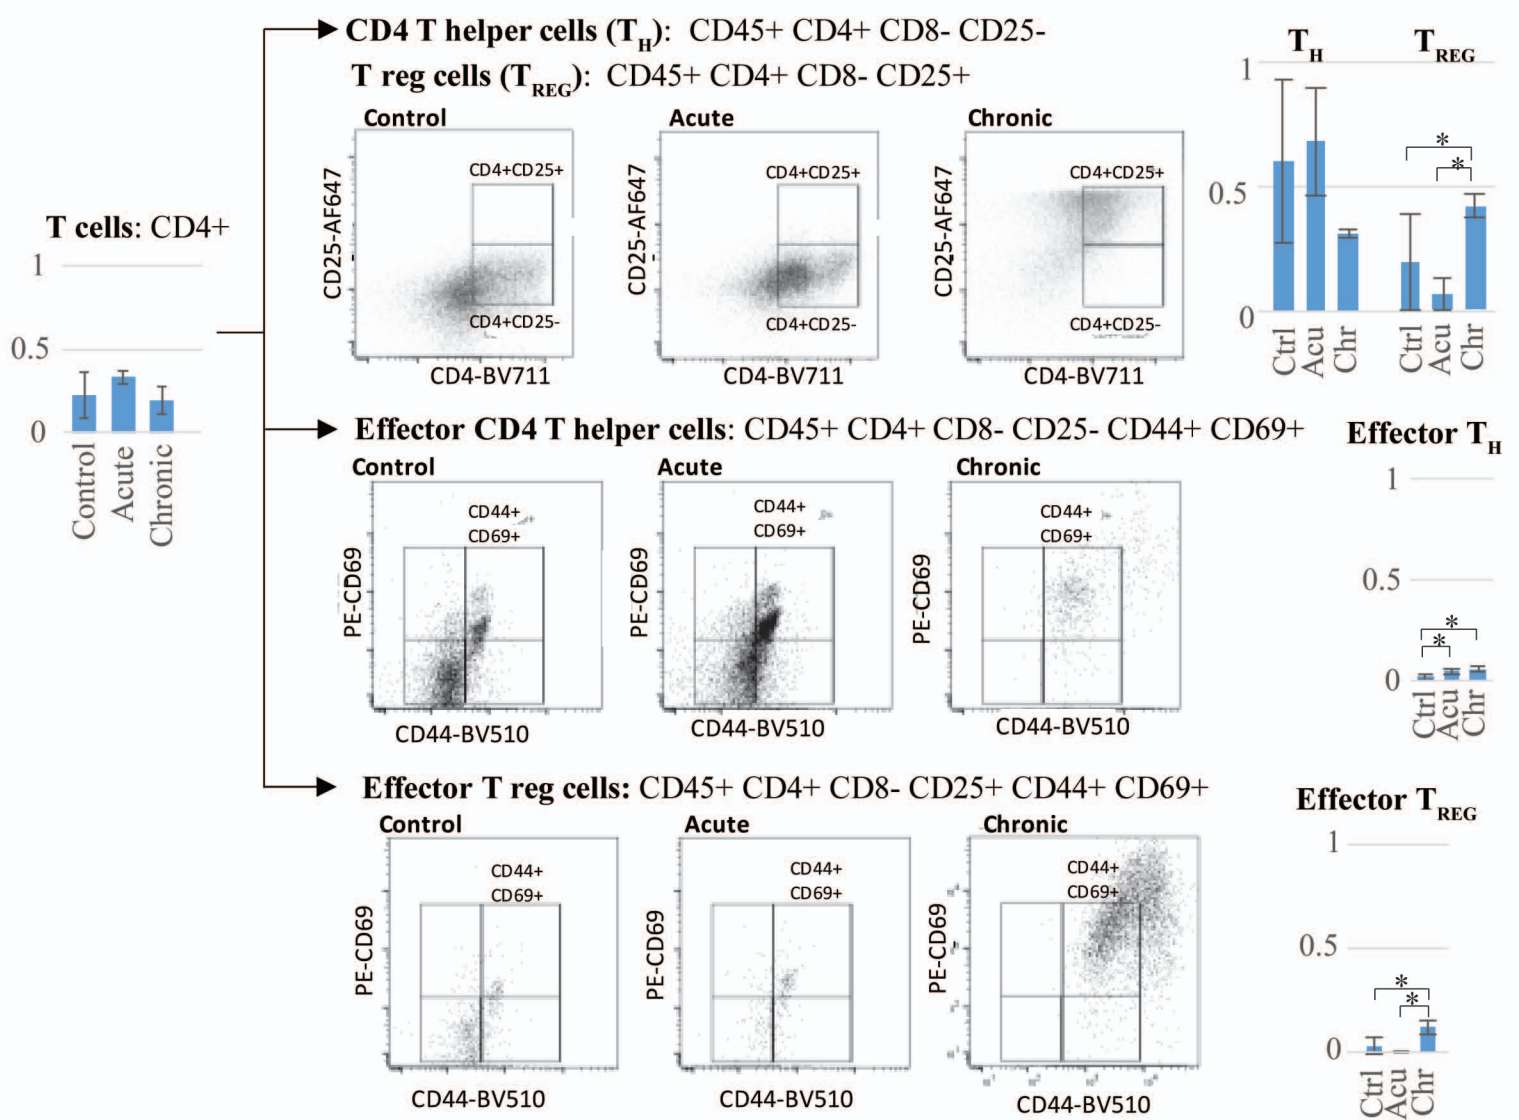 CD4 T helper cells (TH): CD45+ CD4+ CD8- CD25-
T reg cells (TREG): CD45+ CD4+ CD8- CD25+
Control
Acute
Chronic
CD4+CD25+
CD4+CD25+
CD4+CD25+
CD25-AF647
CD25-AF647
CD25-AF647
CD4+CD25-
CD4+CD25-
CD4+CD25-
CD4-BV711
CD4-BV711
CD4-BV711
TH
TREG
1
0.5
0
*
*
Ctrl
Acu
Chr
Ctrl
Acu
Chr
T cells: CD4+
1
0.5
0
Control
Acute
Chronic
Effector CD4 T helper cells: CD45+ CD4+ CD8- CD25- CD44+ CD69+
Control
Acute
Chronic
CD44+
CD69+
CD44+
CD69+
CD44+
CD69+
PE-CD69
PE-CD69
PE-CD69
CD44-BV510
CD44-BV510
CD44-BV510
Effector TH
1
0.5
0
*
*
Ctrl
Acu
Chr
Effector T reg cells: CD45+ CD4+ CD8- CD25+ CD44+ CD69+
Control
Acute
Chronic
CD44+
CD69+
CD44+
CD69+
CD44+
CD69+
PE-CD69
PE-CD69
PE-CD69
CD44-BV510
CD44-BV510
CD44-BV510
Effector TREG
1
0.5
0
*
*
Ctrl
Acu
Chr